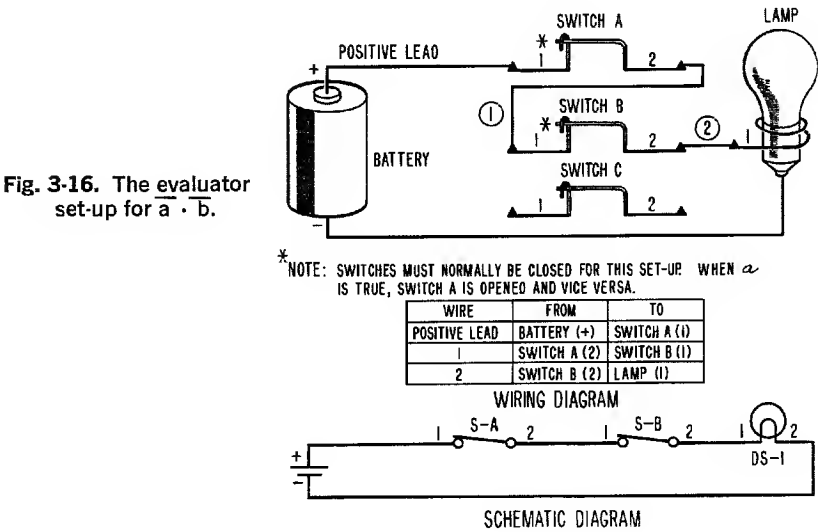 SWITCH A
LAMP
*
1 2
POSITIVE LEAD
+
1
SWITCH B
*
1 2
2
1
BATTERY
SWITCH C
1 2
−
Fig. 3-16. The evaluator
set-up for a̅ · b̅.
*NOTE: SWITCHES MUST NORMALLY BE CLOSED FOR THIS SET-UP. WHEN a
IS TRUE, SWITCH A IS OPENED AND VICE VERSA.
WIRE FROM TO
POSITIVE LEAD BATTERY (+) SWITCH A (1)
1 SWITCH A (2) SWITCH B (1)
2 SWITCH B (2) LAMP (1)
WIRING DIAGRAM
1 S-A 2 1 S-B 2 1 2
+
−
DS-1
SCHEMATIC DIAGRAM